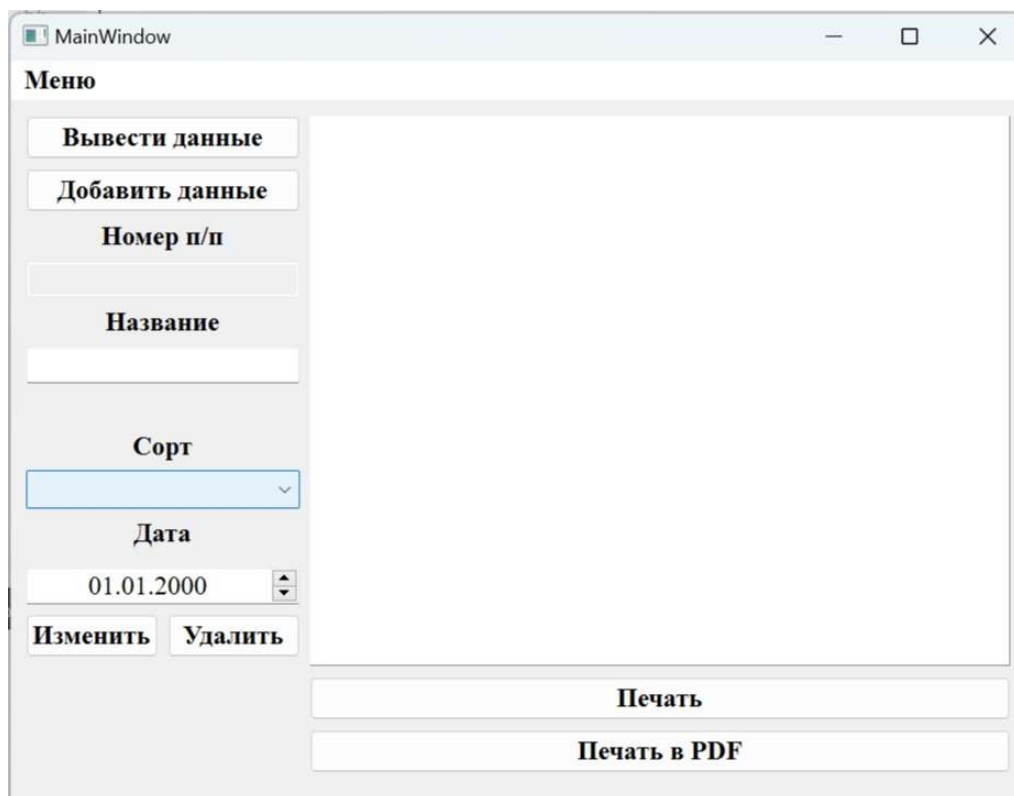 MainWindow
Меню
Вывести данные
Добавить данные
Номер п/п
Название
Сорт
Дата
01.01.2000
Изменить Удалить
Печать
Печать в PDF